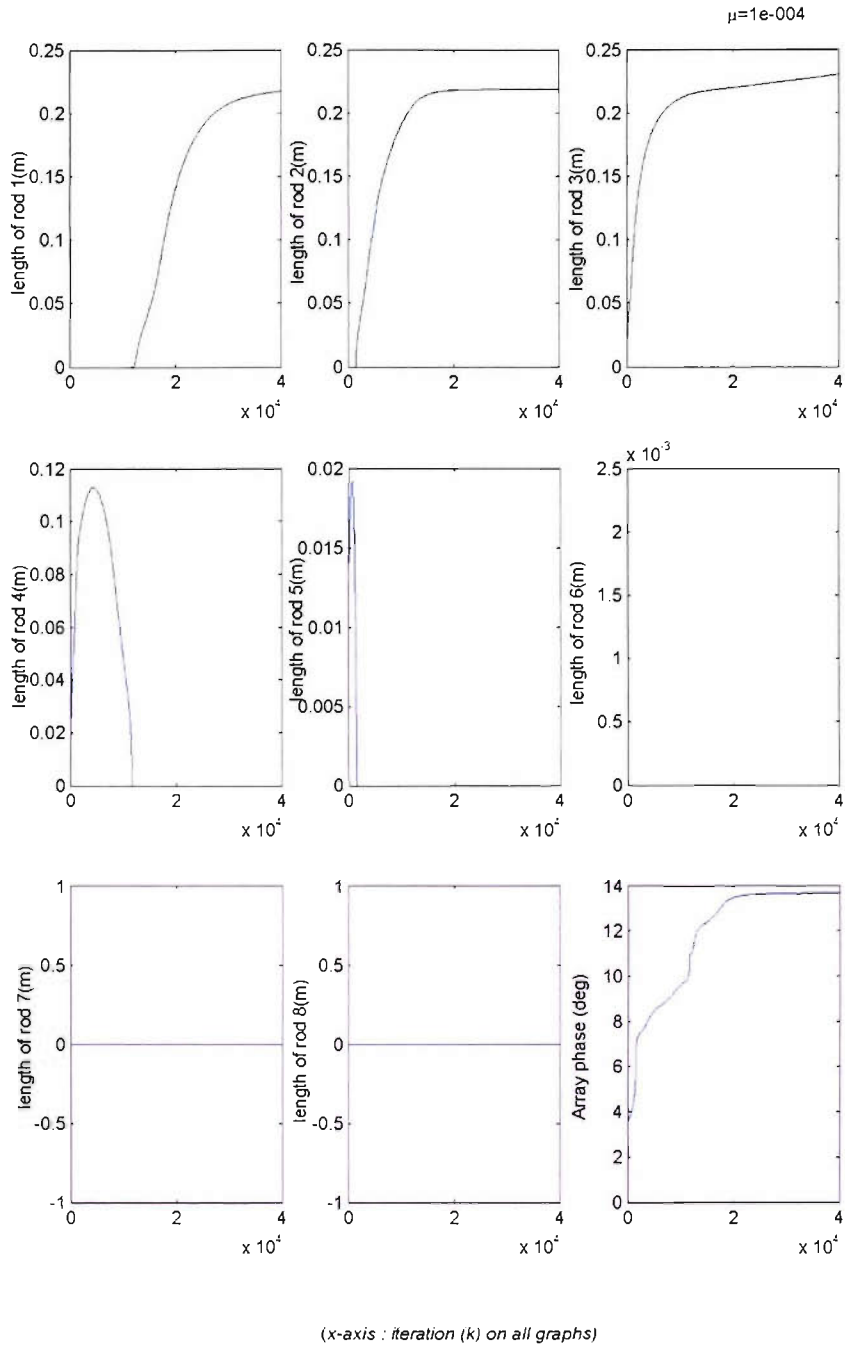 μ=1e-004
length of rod 1(m)
0.25
0.2
0.15
0.1
0.05
0
0 2 4
x 10⁴
length of rod 2(m)
0.25
0.2
0.15
0.1
0.05
0
0 2 4
x 10⁴
length of rod 3(m)
0.25
0.2
0.15
0.1
0.05
0
0 2 4
x 10⁴
length of rod 4(m)
0.12
0.1
0.08
0.06
0.04
0.02
0
0 2 4
x 10⁴
length of rod 5(m)
0.02
0.015
0.01
0.005
0
0 2 4
x 10⁴
x 10⁻³
length of rod 6(m)
2.5
2
1.5
1
0.5
0
0 2 4
x 10⁴
length of rod 7(m)
1
0.5
0
-0.5
-1
0 2 4
x 10⁴
length of rod 8(m)
1
0.5
0
-0.5
-1
0 2 4
x 10⁴
Array phase (deg)
14
12
10
8
6
4
2
0
0 2 4
x 10⁴
(x-axis : iteration (k) on all graphs)